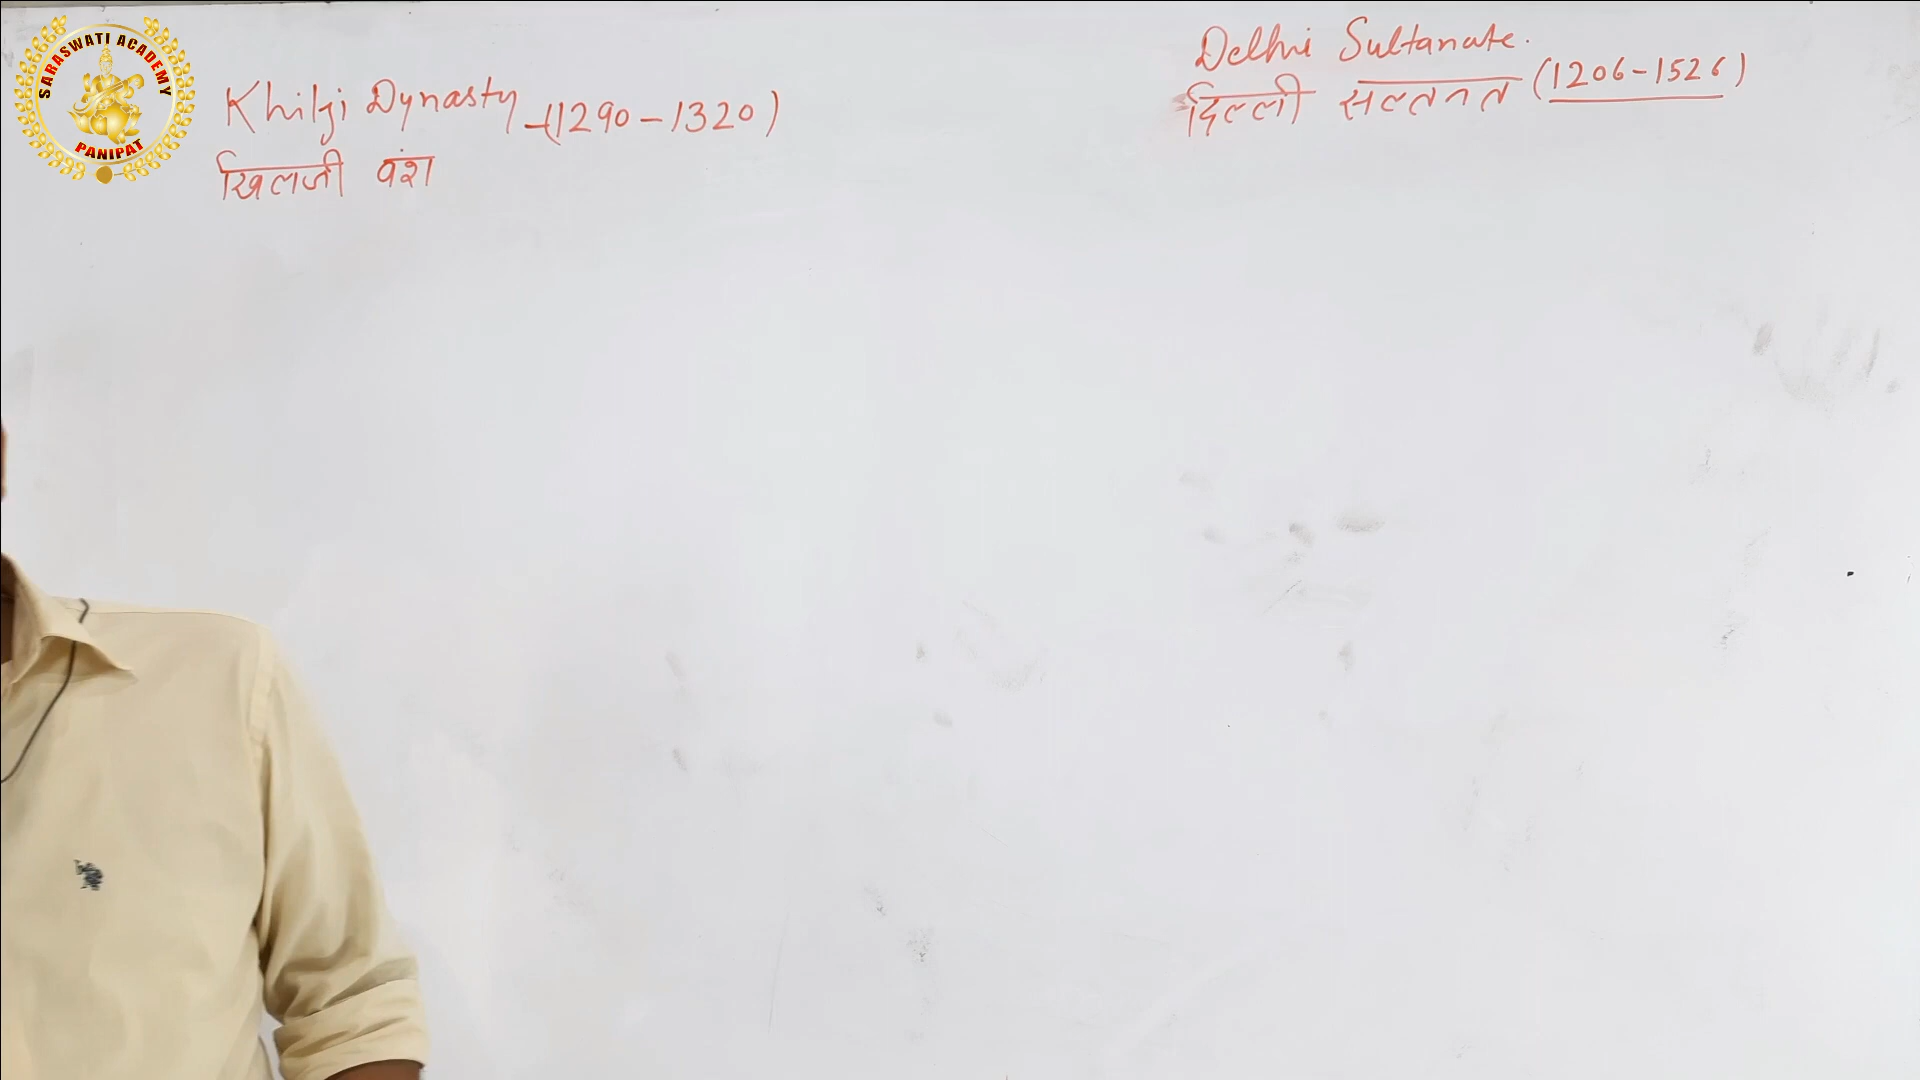 SARASWATI ACADEMY
PANIPAT
Khilji Dynasty -(1290-1320)
खिलजी वंश
Delhi Sultanate.
दिल्ली सल्तनत (1206-1526)